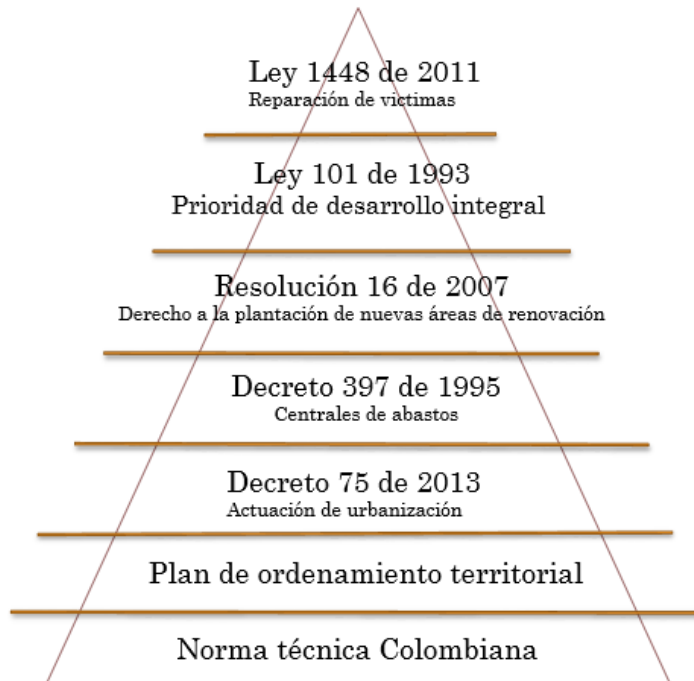 Ley 1448 de 2011
Reparación de victimas
Ley 101 de 1993
Prioridad de desarrollo integral
Resolución 16 de 2007
Derecho a la plantación de nuevas áreas de renovación
Decreto 397 de 1995
Centrales de abastos
Decreto 75 de 2013
Actuación de urbanización
Plan de ordenamiento territorial
Norma técnica Colombiana